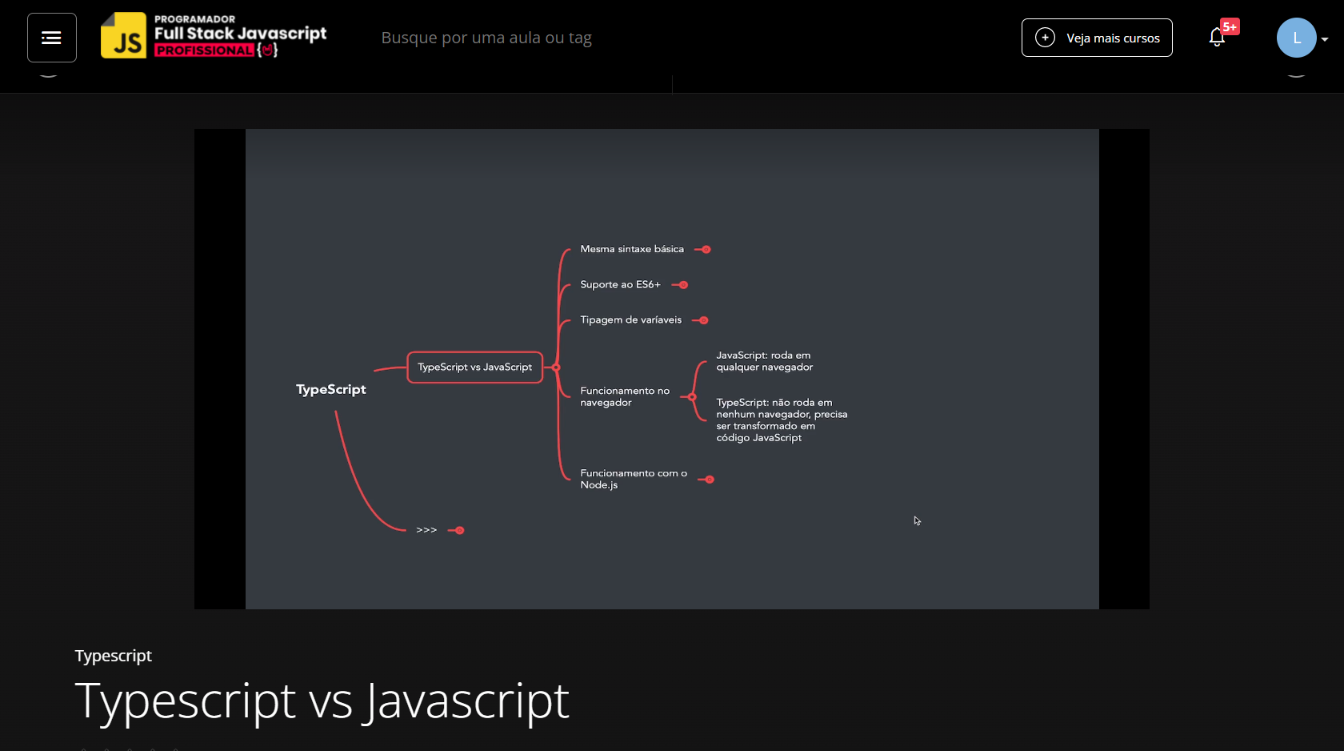 JS
PROGRAMADOR
Full Stack Javascript
PROFISSIONAL { }
Busque por uma aula ou tag
Veja mais cursos
5+
L
Mesma sintaxe básica
Suporte ao ES6+
Tipagem de varíaveis
TypeScript vs JavaScript
TypeScript
Funcionamento no
navegador
JavaScript: roda em
qualquer navegador
TypeScript: não roda em
nenhum navegador, precisa
ser transformado em
código JavaScript
Funcionamento com o
Node.js
>>>
Typescript
Typescript vs Javascript